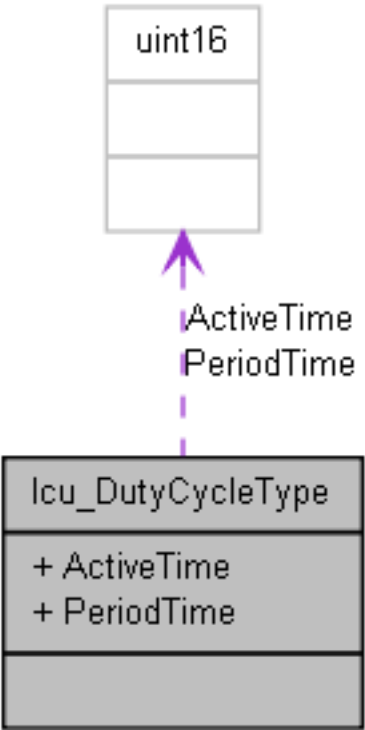 uint16
ActiveTime
PeriodTime
Icu_DutyCycleType
+ ActiveTime
+ PeriodTime